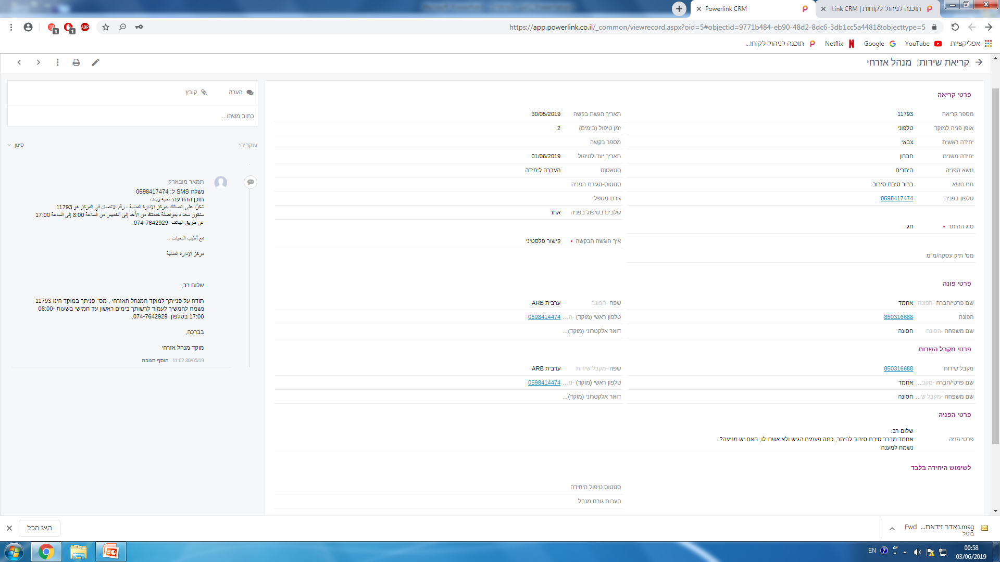 Powerlink CRM
תוכנה לניהול לקוחות | Link CRM
https://app.powerlink.co.il/_common/viewrecord.aspx?oid=5#objectid=9771b484-eb90-48d2-8dc6-3db1cc5a4481&objecttype=5
אפליקציות YouTube Google Netflix תוכנה לניהול לקוחו...
קריאת שירות: מנהל אזרחי
פרטי קריאה
מספר קריאה 11793
תאריך הגשת בקשה 30/05/2019
אופן פניה למוקד טלפוני
זמן טיפול (בימים) 2
יחידה ראשית צבאי
מספר בקשה
יחידה משנית חברון
תאריך יעד לטיפול 01/06/2019
נושא הפניה היתרים
סטאטוס העברה ליחידה
תת נושא ברור סיבת סירוב
סטטוס-סגירת הפניה
טלפון בפניה 0598417474
גורם מטפל
שלבים בטיפול בפניה אחר
סוג ההיתר • חג
איך הוגשה הבקשה • קישור פלסטיני
מס' תיק עסקה/מ"מ
פרטי פונה
שם פרטי/חברה -הפונה אחמד
שפה -הפונה ערבית ARB
הפונה 850316688
טלפון ראשי (מוקד) -ה... 0598414474
שם משפחה -הפונה חסונה
דואר אלקטרוני (מוקד)...
פרטי מקבל השרות
מקבל שירות 850316688
שפה -מקבל שירות ערבית ARB
שם פרטי/חברה -מקב... אחמד
טלפון ראשי (מוקד) -מ... 0598414474
שם משפחה -מקבל ש... חסונה
דואר אלקטרוני (מוקד)...
פרטי הפניה
פרטי פניה
שלום רב:
אחמד מברר סיבת סירוב להיתר, כמה פעמים הגיש ולא אשרו לו, האם יש מניעה?
נשמח למענה
לשימוש היחידה בלבד
סטטוס טיפול היחידה
הערות גורם מנהל
הערה קובץ
כתוב משהו...
עוקבים: סינון
תמאר מובארק
נשלח SMS ל: 0598417474
תוכן ההודעה: تحية وبعد،
شكرًا على اتصالك بمركز الإدارة المدنية ، رقم الاتصال في المركز هو 11793
سنكون سعداء بمواصلة خدمتك من الأحد إلى الخميس من الساعة 8:00 إلى الساعة 17:00
عن طريق الهاتف 074-7642929.
مع أطيب التحيات ،
مركز الإدارة المدنية
שלום רב,
תודה על פנייתך למוקד המנהל האזרחי , מס" פניתך במוקד הינו 11793
נשמח להמשיך לעמוד לרשותך בימים ראשון עד חמישי בשעות 08:00-
17:00 בטלפון 074-7642929.
בברכה,
מוקד מנהל אזרחי
30/05/19 11:02 הוסף תגובה
Fwd ...נאדר זידאת.msg
בוטל
הצג הכל
EN
00:58
03/06/2019
1
1
ABP